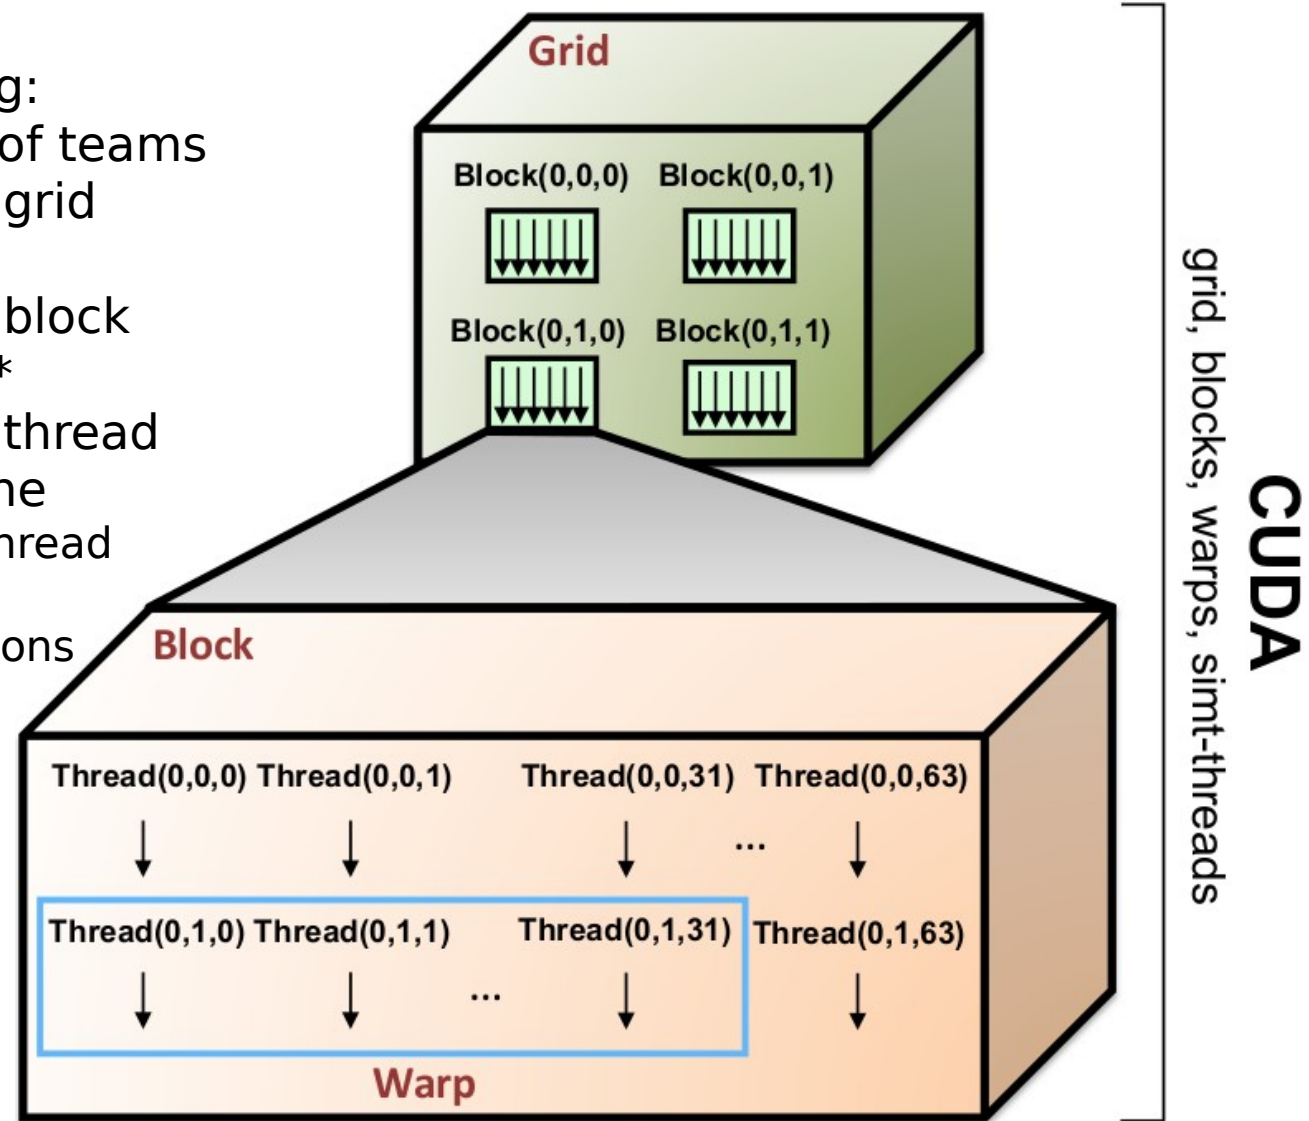 g:
of teams
grid
block
*
thread
ne
nread
ons
Grid
Block(0,0,0) Block(0,0,1)
Block(0,1,0) Block(0,1,1)
Block
Thread(0,0,0) Thread(0,0,1) Thread(0,0,31) Thread(0,0,63)
...
Thread(0,1,0) Thread(0,1,1) Thread(0,1,31) Thread(0,1,63)
...
Warp
grid, blocks, warps, simt-threads
CUDA